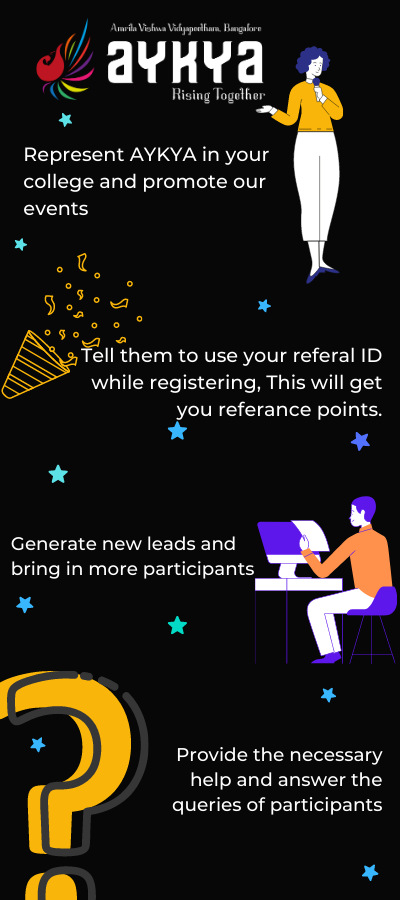 Amrita Vishwa Vidyapeetham, Bangalore
AYKYA
Rising Together
Represent AYKYA in your
college and promote our
events
Tell them to use your referal ID
while registering, This will get
you referance points.
Generate new leads and
bring in more participants
Provide the necessary
help and answer the
queries of participants